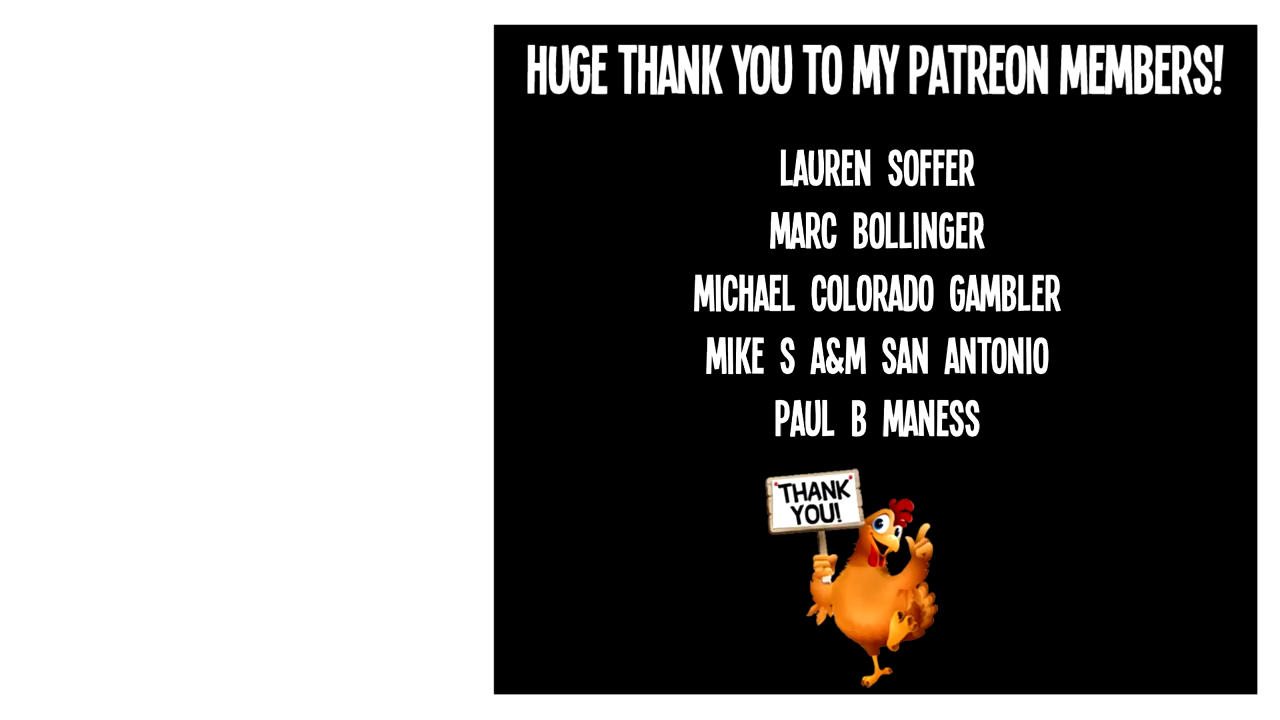 HUGE THANK YOU TO MY PATREON MEMBERS!
LAUREN SOFFER
MARC BOLLINGER
MICHAEL COLORADO GAMBLER
MIKE S A&M SAN ANTONIO
PAUL B MANESS
THANK
YOU!